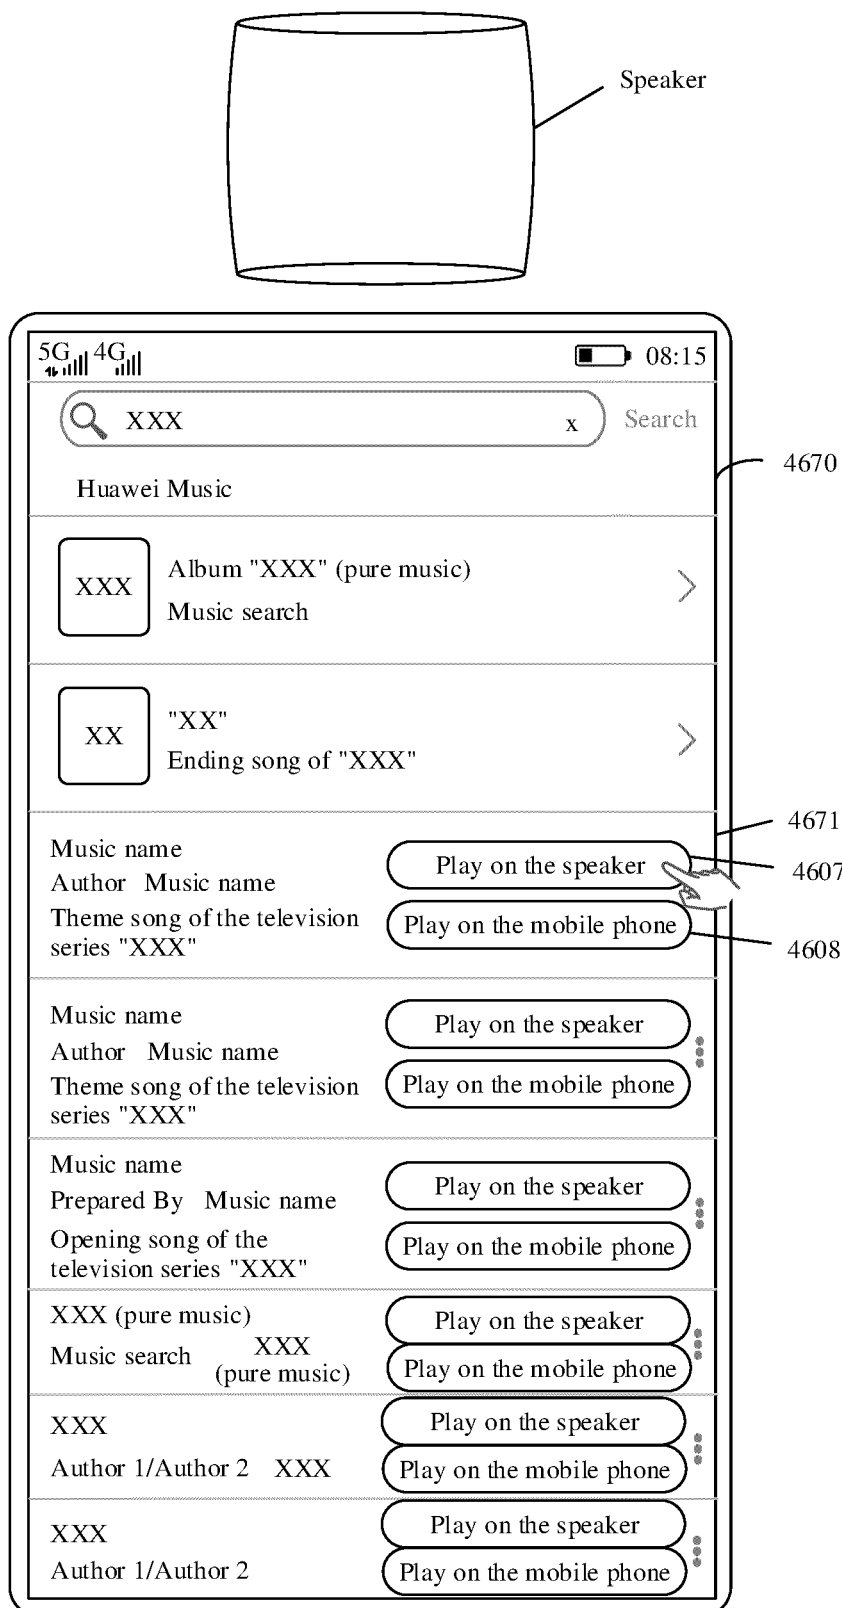 Speaker
5G 4G 08:15
XXX x Search
4670
Huawei Music
XXX
Album "XXX" (pure music)
Music search
XX
"XX"
Ending song of "XXX"
4671
Music name
Play on the speaker
4607
Author Music name
Theme song of the television
series "XXX"
Play on the mobile phone
4608
Music name
Play on the speaker
Author Music name
Theme song of the television
series "XXX"
Play on the mobile phone
Music name
Play on the speaker
Prepared By Music name
Opening song of the
television series "XXX"
Play on the mobile phone
XXX (pure music)
Play on the speaker
Music search XXX
(pure music)
Play on the mobile phone
XXX
Play on the speaker
Author 1/Author 2 XXX
Play on the mobile phone
XXX
Play on the speaker
Author 1/Author 2
Play on the mobile phone